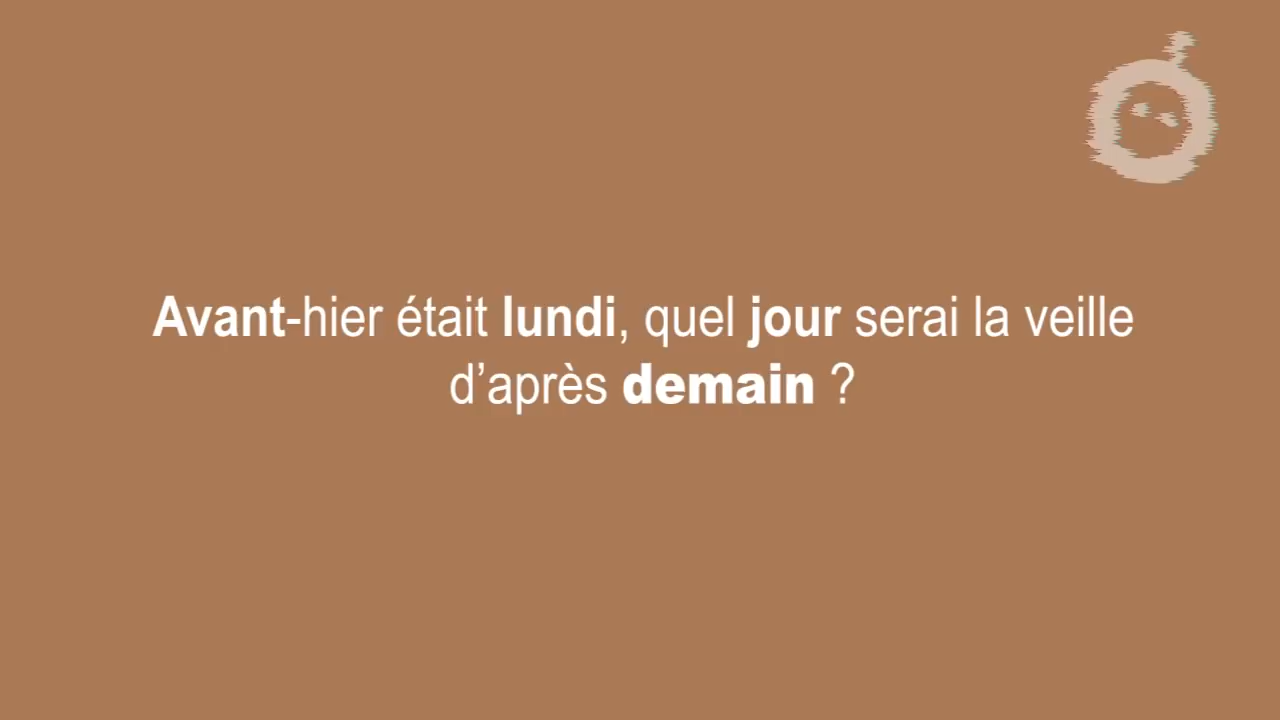 Avant-hier était lundi, quel jour serai la veille
d’après demain ?